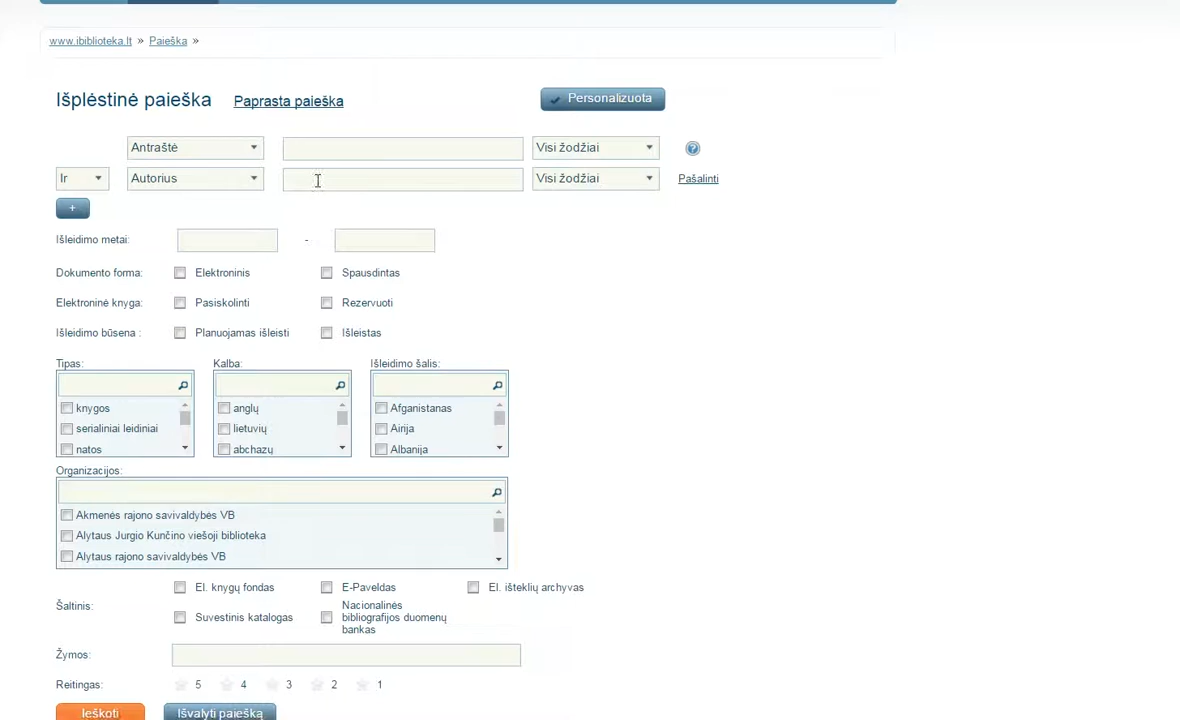 www.ibiblioteka.lt » Paieška »
Išplėstinė paieška Paprasta paieška Personalizuota
Antraštė Visi žodžiai ?
Ir Autorius Visi žodžiai Pašalinti
+
Išleidimo metai: -
Dokumento forma: Elektroninis Spausdintas
Elektroninė knyga: Pasiskolinti Rezervuoti
Išleidimo būsena : Planuojamas išleisti Išleistas
Tipas: Kalba: Išleidimo šalis:
knygos anglų Afganistanas
serialiniai leidiniai lietuvių Airija
natos abchazų Albanija
Organizacijos:
Akmenės rajono savivaldybės VB
Alytaus Jurgio Kunčino viešoji biblioteka
Alytaus rajono savivaldybės VB
Šaltinis: El. knygų fondas E-Paveldas El. išteklių archyvas
Suvestinis katalogas Nacionalinės
bibliografijos duomenų
bankas
Žymos:
Reitingas: 5 4 3 2 1
Ieškoti Išvalyti paiešką